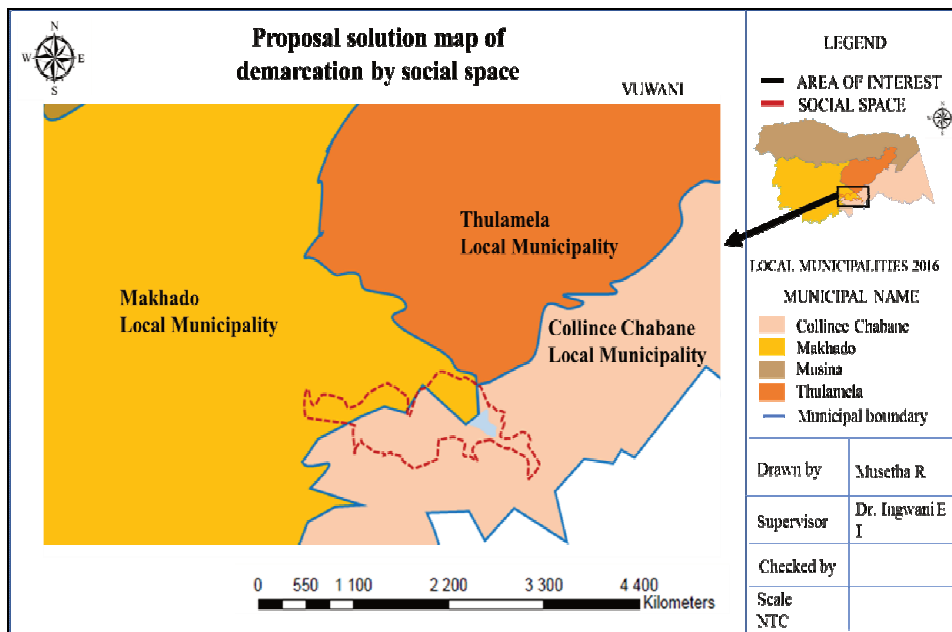 N
W E
S
Proposal solution map of
demarcation by social space
VUWANI
Thulamela
Local Municipality
Makhado
Local Municipality
Collince Chabane
Local Municipality
0 550 1 100 2 200 3 300 4 400
Kilometers
LEGEND
AREA OF INTEREST
SOCIAL SPACE
LOCAL MUNICIPALITIES 2016
MUNICIPAL NAME
Collince Chabane
Makhado
Musina
Thulamela
Municipal boundary
Drawn by Musetha R
Supervisor Dr. Ingwani E
I
Checked by
Scale
NTC